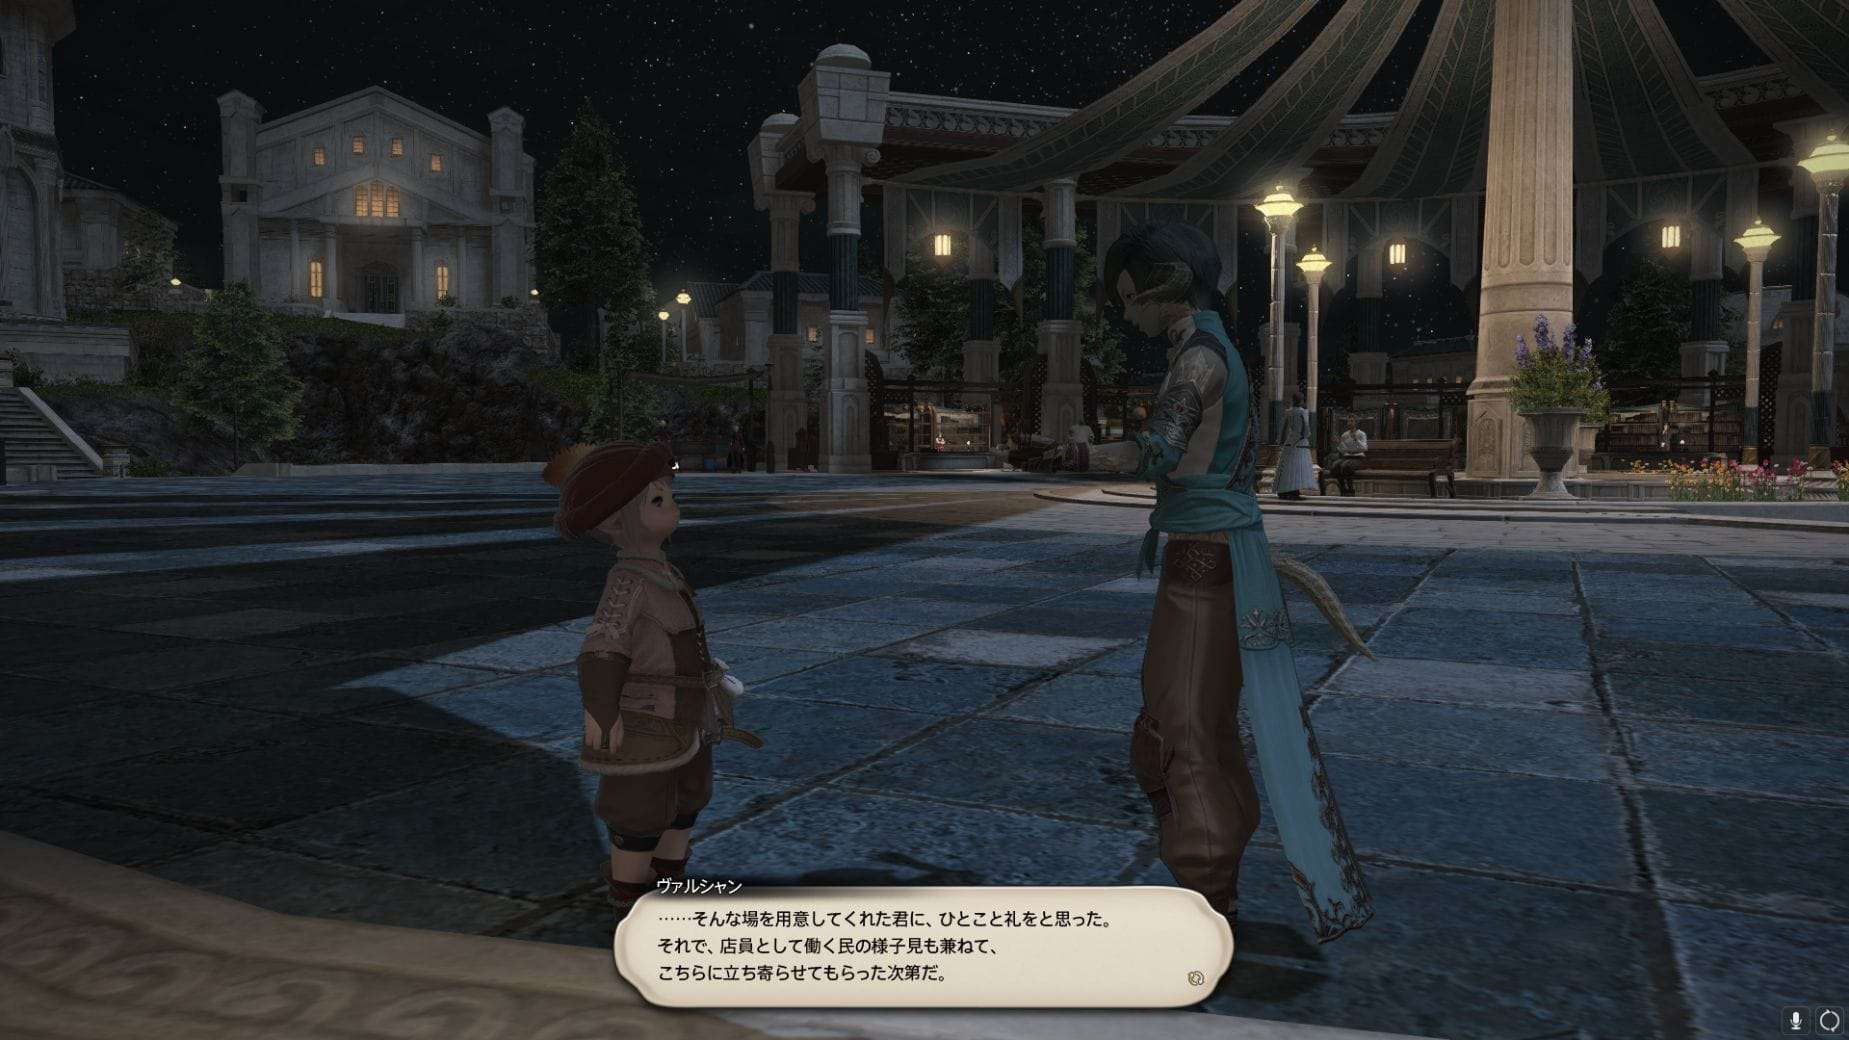 ヴァルシャン
……そんな場を用意してくれた君に、ひとこと礼をと思った。
それで、店員として働く民の様子見も兼ねて、
こちらに立ち寄らせてもらった次第だ。